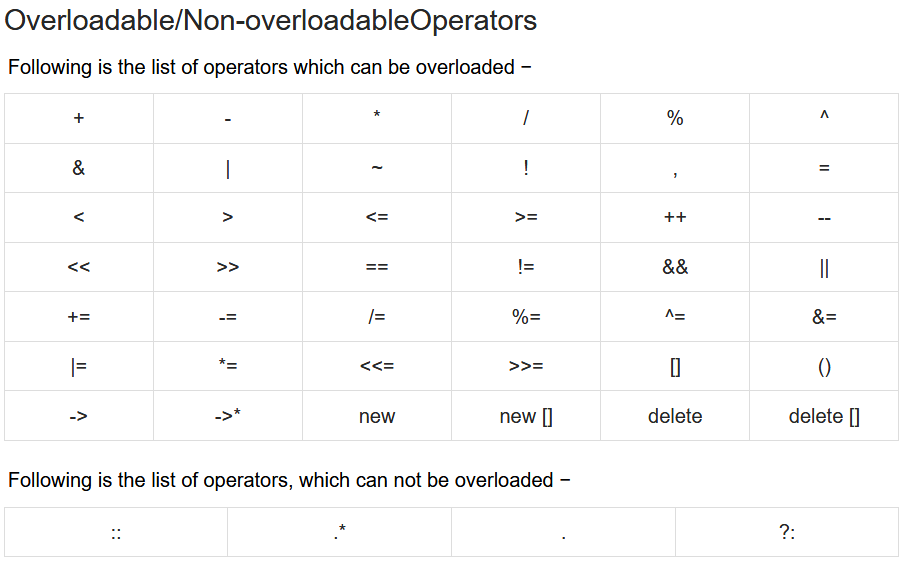 Overloadable/Non-overloadableOperators
Following is the list of operators which can be overloaded −
+ - * / % ^
& | ~ ! , =
< > <= >= ++ --
<< >> == != && ||
+= -= /= %= ^= &=
|= *= <<= >>= [] ()
-> ->* new new [] delete delete []
Following is the list of operators, which can not be overloaded −
:: .* . ?: